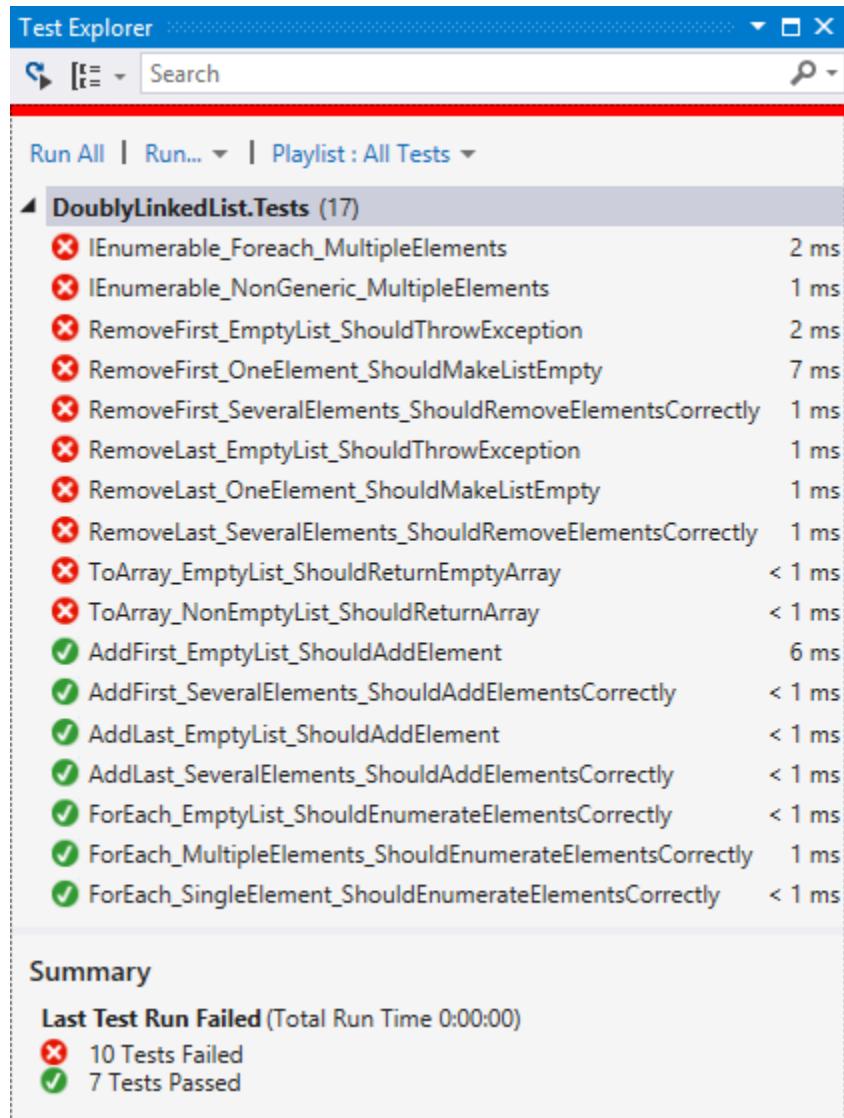 Test Explorer
Search
Run All | Run... | Playlist : All Tests
DoublyLinkedList.Tests (17)
IEnumerable_Foreach_MultipleElements 2 ms
IEnumerable_NonGeneric_MultipleElements 1 ms
RemoveFirst_EmptyList_ShouldThrowException 2 ms
RemoveFirst_OneElement_ShouldMakeListEmpty 7 ms
RemoveFirst_SeveralElements_ShouldRemoveElementsCorrectly 1 ms
RemoveLast_EmptyList_ShouldThrowException 1 ms
RemoveLast_OneElement_ShouldMakeListEmpty 1 ms
RemoveLast_SeveralElements_ShouldRemoveElementsCorrectly 1 ms
ToArray_EmptyList_ShouldReturnEmptyArray < 1 ms
ToArray_NonEmptyList_ShouldReturnArray < 1 ms
AddFirst_EmptyList_ShouldAddElement 6 ms
AddFirst_SeveralElements_ShouldAddElementsCorrectly < 1 ms
AddLast_EmptyList_ShouldAddElement < 1 ms
AddLast_SeveralElements_ShouldAddElementsCorrectly < 1 ms
ForEach_EmptyList_ShouldEnumerateElementsCorrectly < 1 ms
ForEach_MultipleElements_ShouldEnumerateElementsCorrectly 1 ms
ForEach_SingleElement_ShouldEnumerateElementsCorrectly < 1 ms
Summary
Last Test Run Failed (Total Run Time 0:00:00)
10 Tests Failed
7 Tests Passed